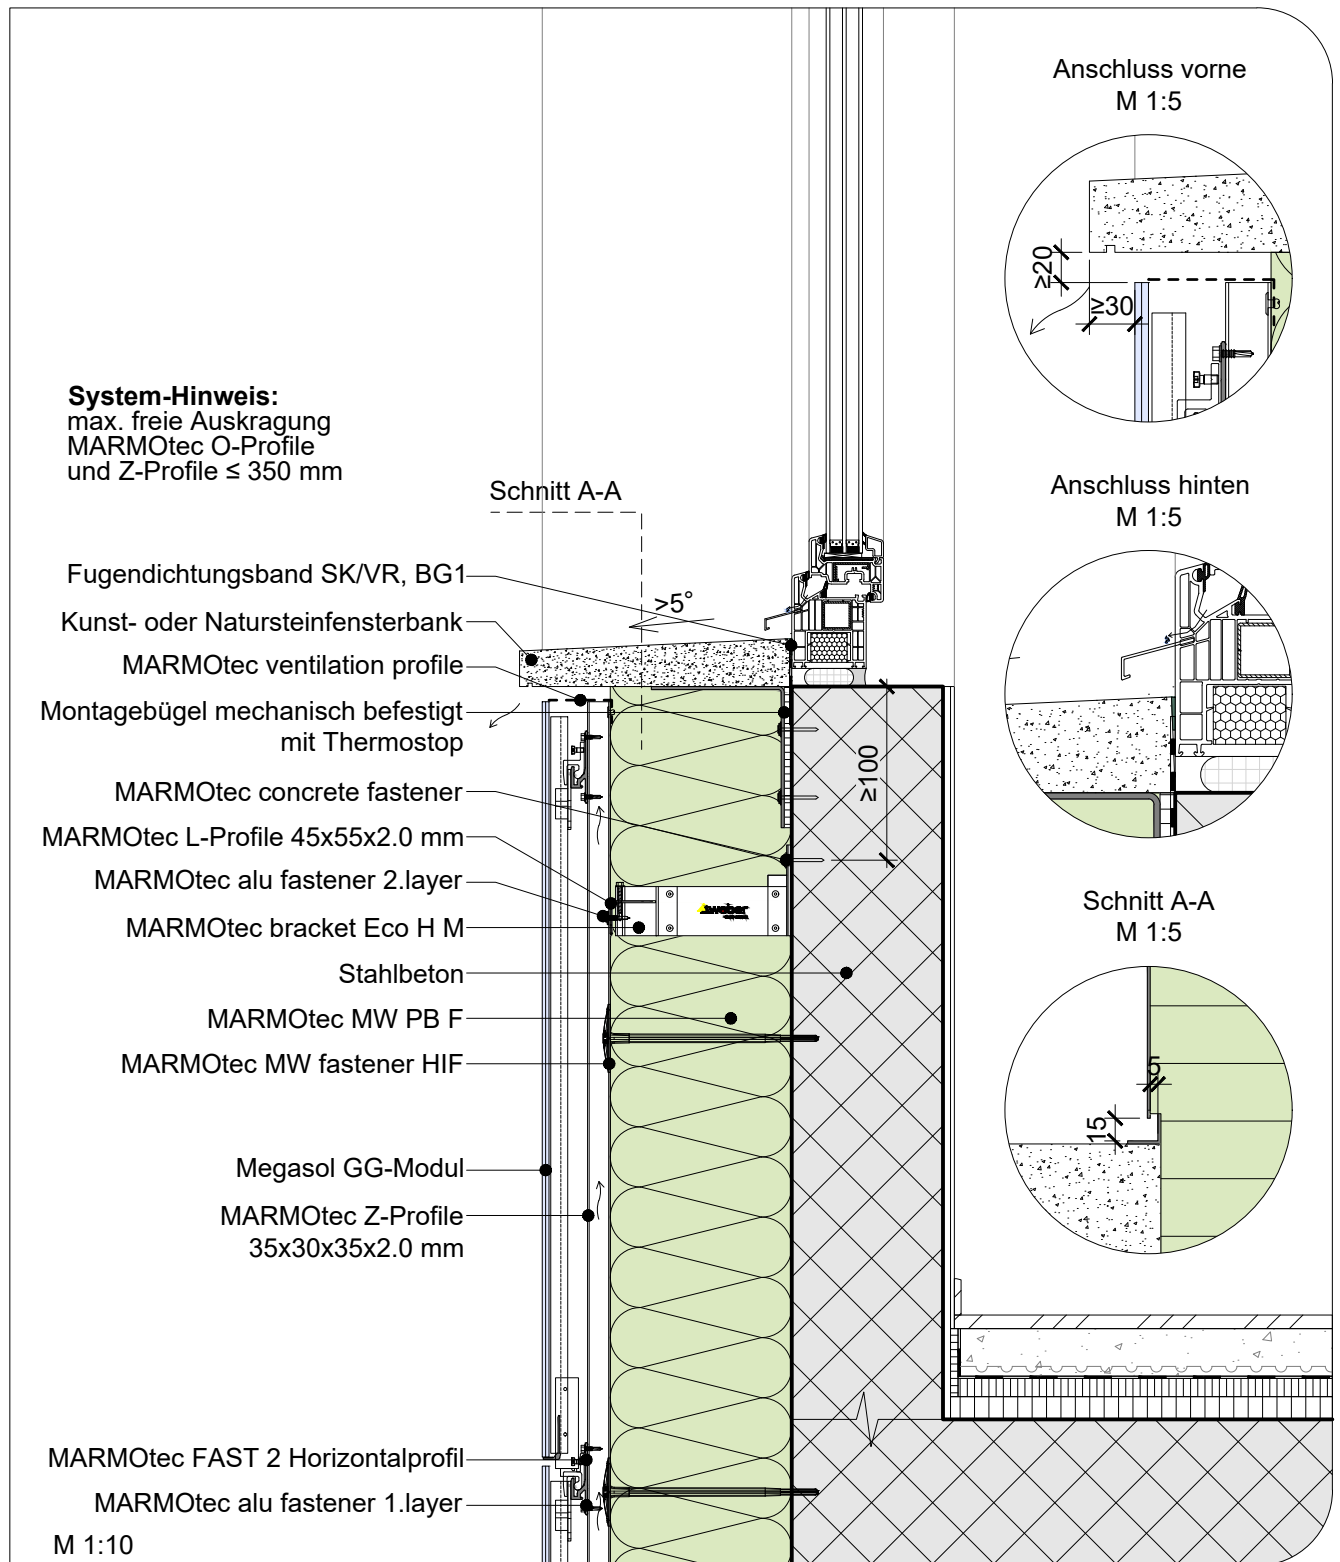 Anschluss vorne
M 1:5
≥20
≥30
System-Hinweis:
max. freie Auskragung
MARMOtec O-Profile
und Z-Profile ≤ 350 mm
Schnitt A-A
Anschluss hinten
M 1:5
Fugendichtungsband SK/VR, BG1
>5°
Kunst- oder Natursteinfensterbank
MARMOtec ventilation profile
Montagebügel mechanisch befestigt
mit Thermostop
≥100
MARMOtec concrete fastener
MARMOtec L-Profile 45x55x2.0 mm
MARMOtec alu fastener 2.layer
weber
MARMOtec bracket Eco H M
Schnitt A-A
M 1:5
Stahlbeton
MARMOtec MW PB F
MARMOtec MW fastener HIF
5
15
Megasol GG-Modul
MARMOtec Z-Profile
35x30x35x2.0 mm
MARMOtec FAST 2 Horizontalprofil
MARMOtec alu fastener 1.layer
M 1:10